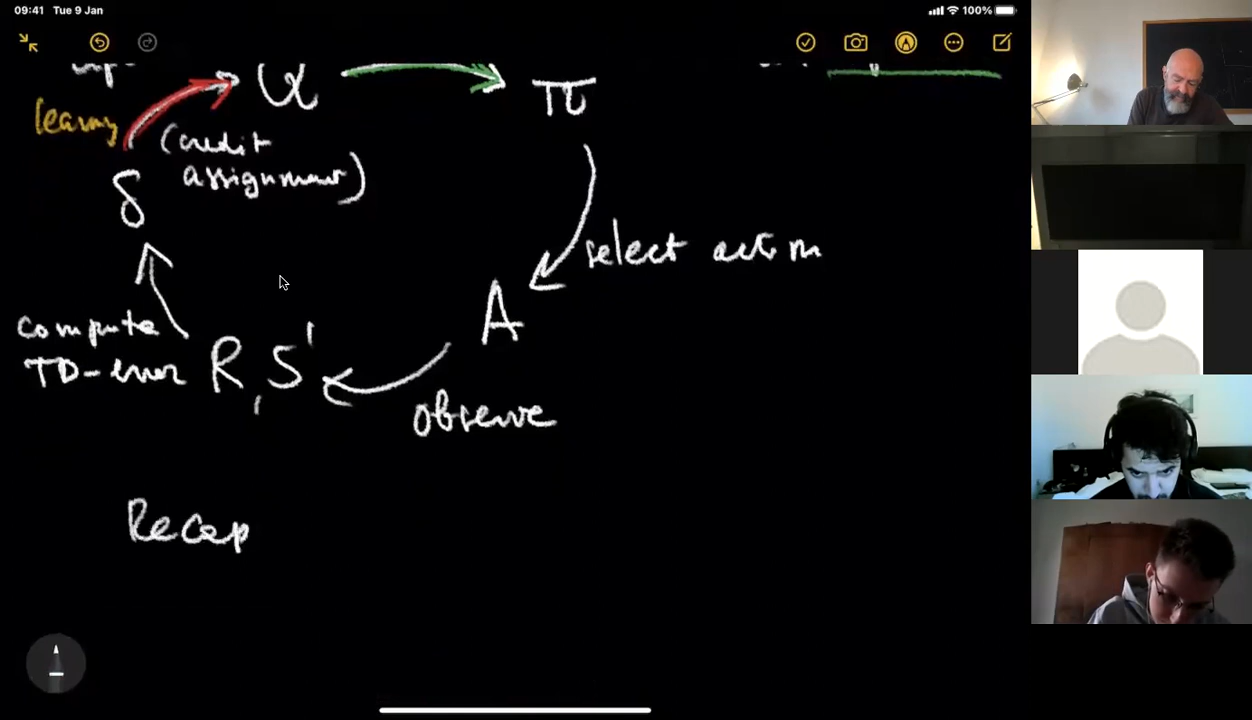 09:41 Tue 9 Jan
100%
Q
π
learning
(credit
assignment)
δ
select action
A
compute
TD-error
R, S'
observe
Recap